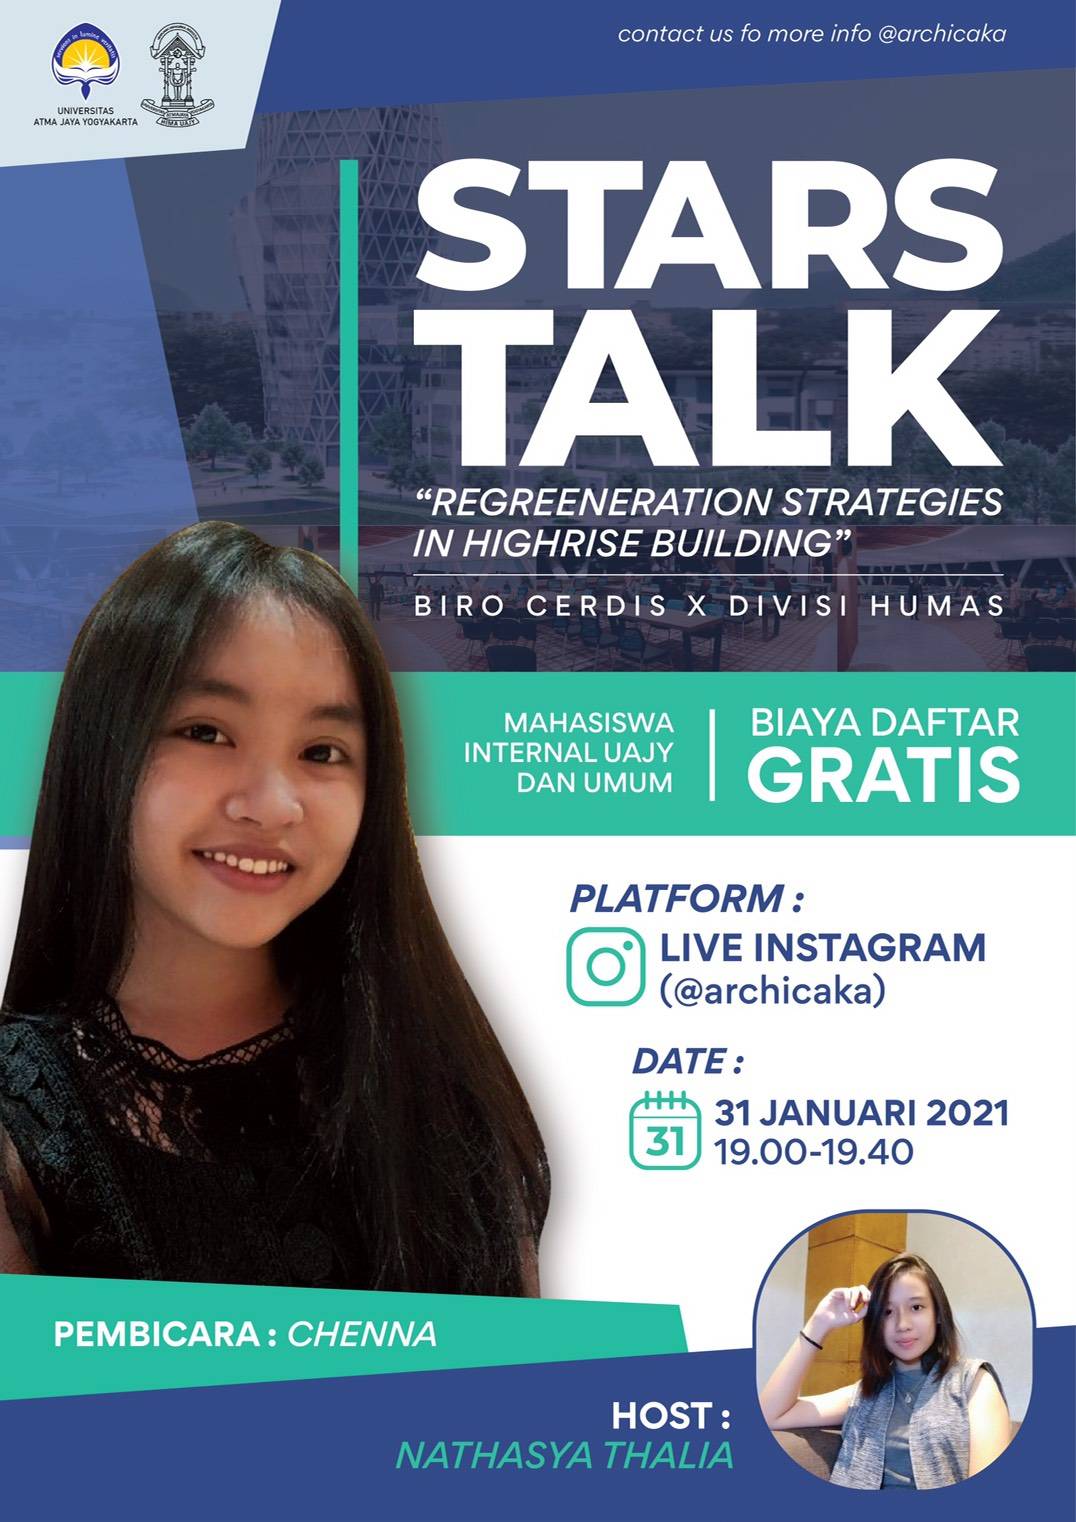 contact us fo more info @archicaka
UNIVERSITAS
ATMA JAYA YOGYAKARTA
STARS
TALK
“REGREENERATION STRATEGIES
IN HIGHRISE BUILDING”
BIRO CERDIS X DIVISI HUMAS
MAHASISWA
INTERNAL UAJY
DAN UMUM
BIAYA DAFTAR
GRATIS
PLATFORM :
LIVE INSTAGRAM
(@archicaka)
DATE :
31
31 JANUARI 2021
19.00-19.40
PEMBICARA : CHENNA
HOST :
NATHASYA THALIA